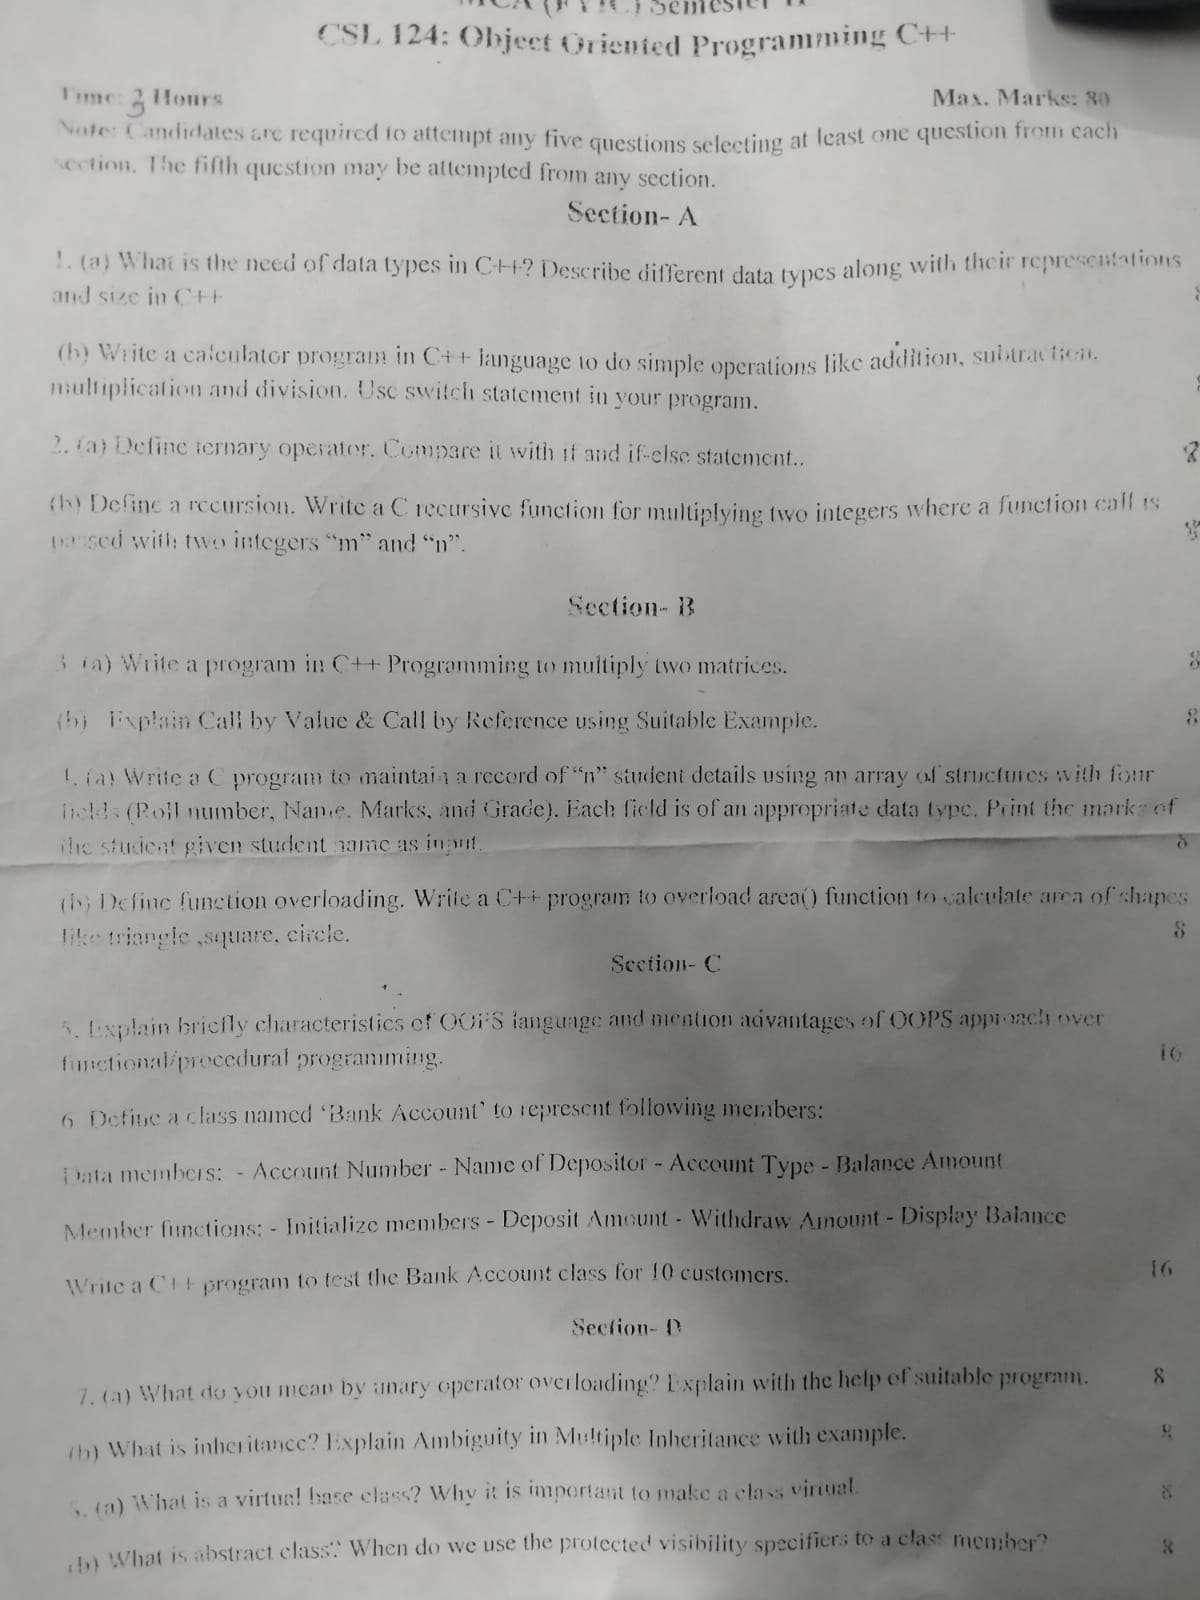 MCA (FYIC) Semester II
CSL 124: Object Oriented Programming C++
Time: 3 Hours Max. Marks: 80
Note: Candidates are required to attempt any five questions selecting at least one question from each
section. The fifth question may be attempted from any section.
Section- A
1. (a) What is the need of data types in C++? Describe different data types along with their representations
and size in C++
(b) Write a calculator program in C++ language to do simple operations like addition, subtraction,
multiplication and division. Use switch statement in your program.
2. (a) Define ternary operator. Compare it with if and if-else statement..
(b) Define a recursion. Write a C recursive function for multiplying two integers where a function call is
passed with two integers “m” and “n”.
Section- B
3 (a) Write a program in C++ Programming to multiply two matrices. 8
(b) Explain Call by Value & Call by Reference using Suitable Example. 8
4. (a) Write a C program to maintain a record of “n” student details using an array of structures with four
fields (Roll number, Name, Marks, and Grade). Each field is of an appropriate data type. Print the marks of
the student given student name as input. 8
(b) Define function overloading. Write a C++ program to overload area() function to calculate area of shapes
like triangle ,square, circle. 8
Section- C
5. Explain briefly characteristics of OOPS language and mention advantages of OOPS approach over
functional/procedural programming. 16
6 Define a class named ‘Bank Account’ to represent following members:
Data members: - Account Number - Name of Depositor - Account Type - Balance Amount
Member functions: - Initialize members - Deposit Amount - Withdraw Amount - Display Balance
Write a C++ program to test the Bank Account class for 10 customers. 16
Section- D
7. (a) What do you mean by unary operator overloading? Explain with the help of suitable program. 8
(b) What is inheritance? Explain Ambiguity in Multiple Inheritance with example. 8
(a) What is a virtual base class? Why it is important to make a class virtual. 8
(b) What is abstract class? When do we use the protected visibility specifiers to a class member? 8